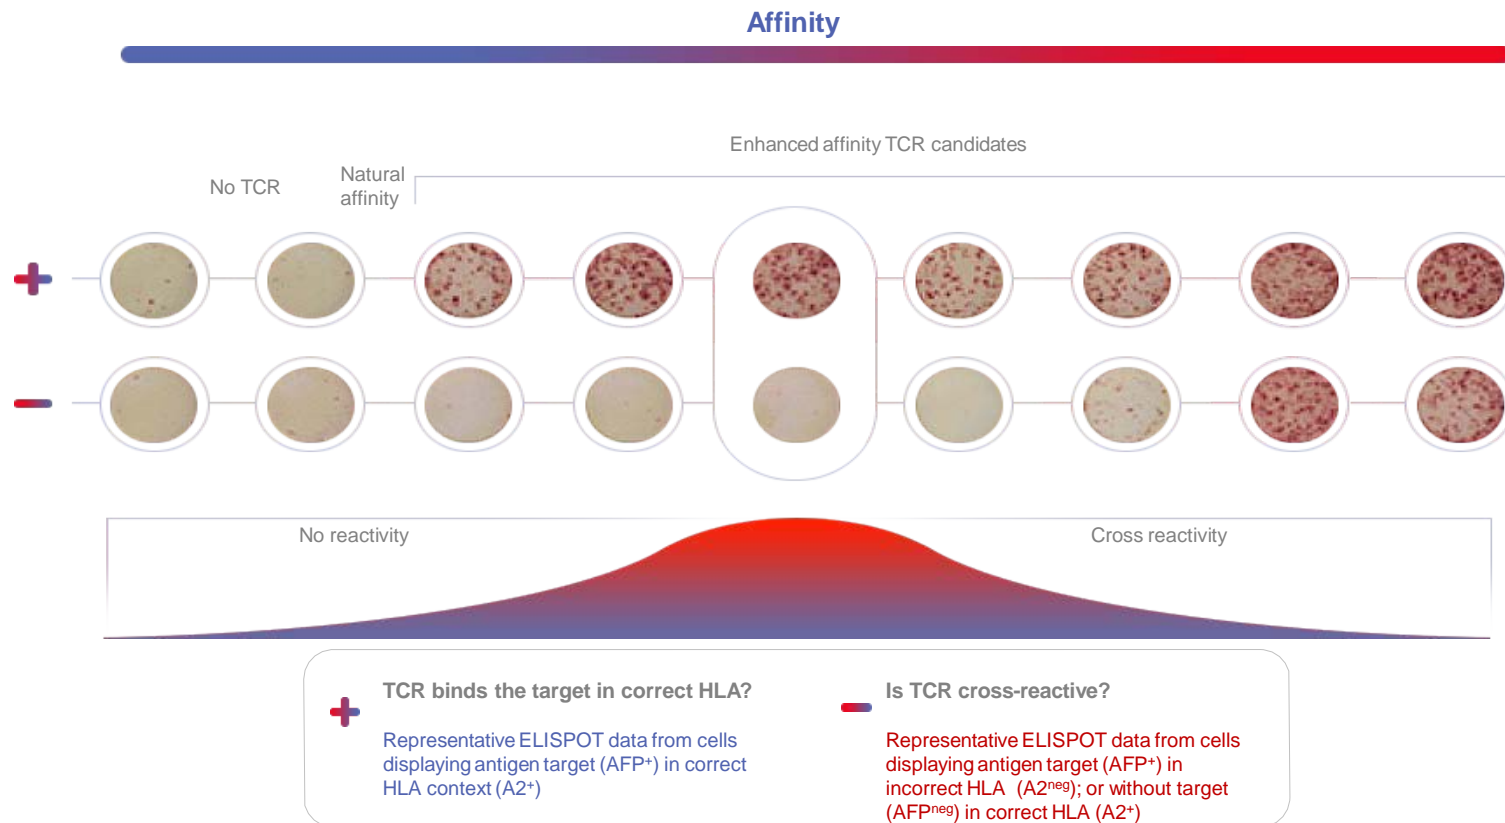 Affinity
Enhanced affinity TCR candidates
No TCR
Natural
affinity
No reactivity
Cross reactivity
TCR binds the target in correct HLA?
Representative ELISPOT data from cells
displaying antigen target (AFP⁺) in correct
HLA context (A2⁺)
Is TCR cross-reactive?
Representative ELISPOT data from cells
displaying antigen target (AFP⁺) in
incorrect HLA (A2ⁿᵉᵍ); or without target
(AFPⁿᵉᵍ) in correct HLA (A2⁺)